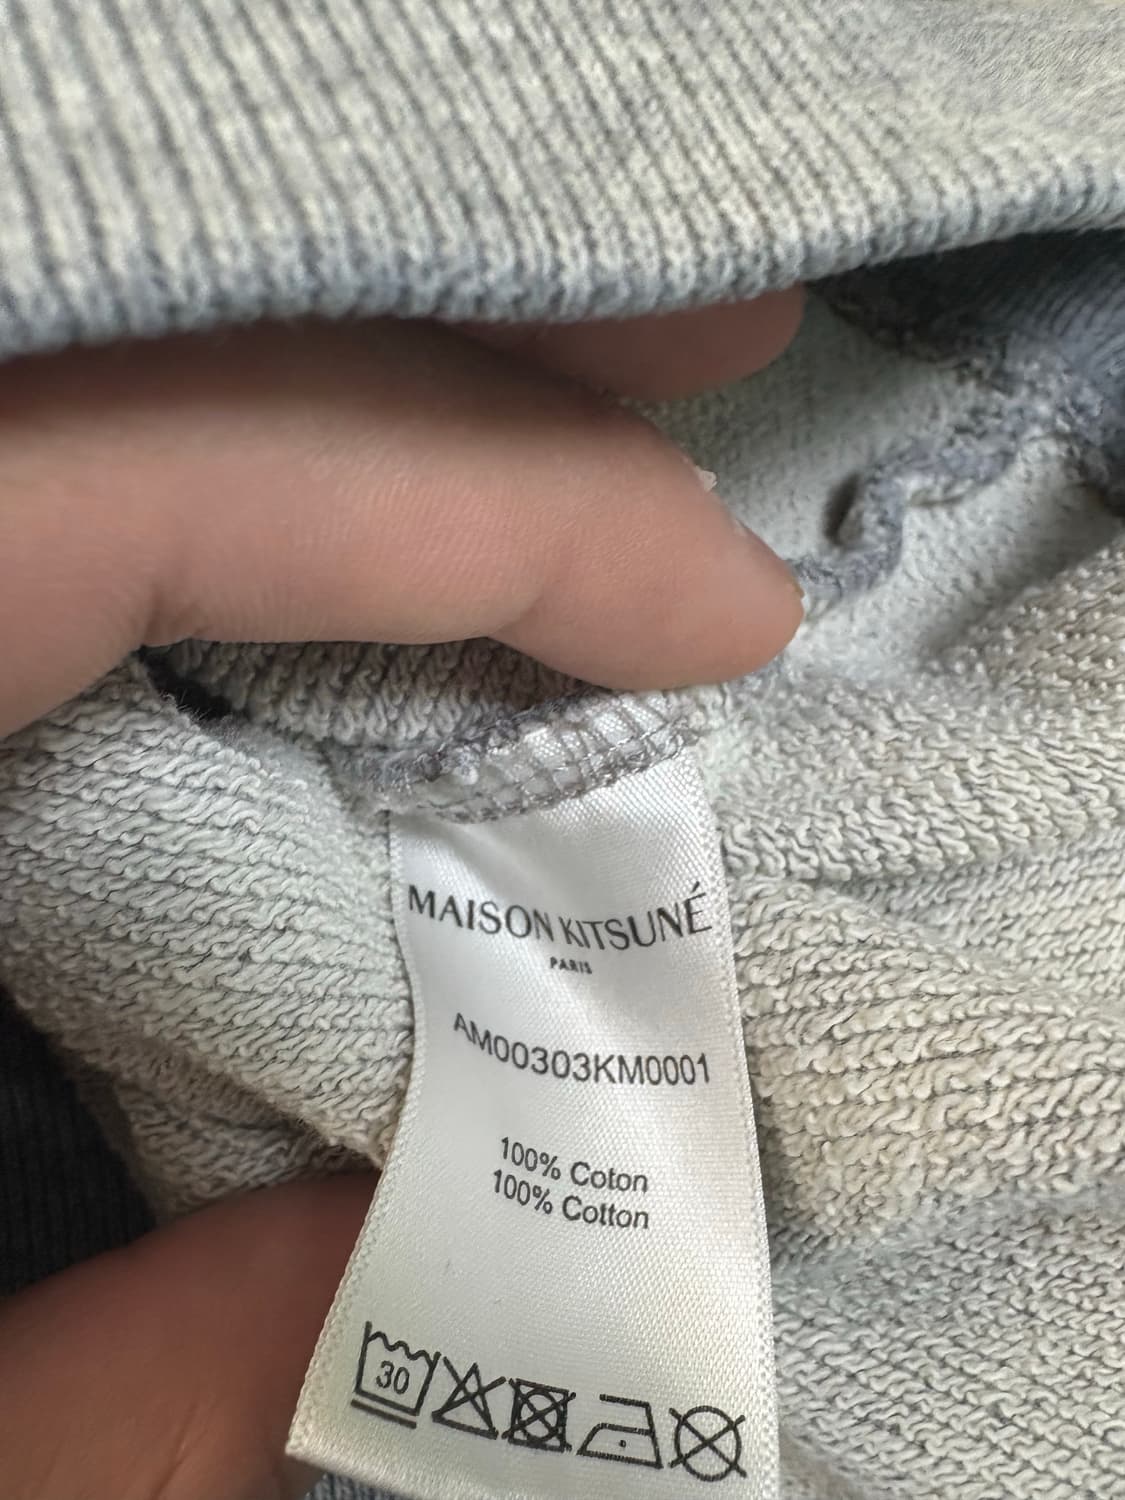 MAISON KITSUNÉ
PARIS
AM00303KM0001
100% Coton
100% Cotton
30